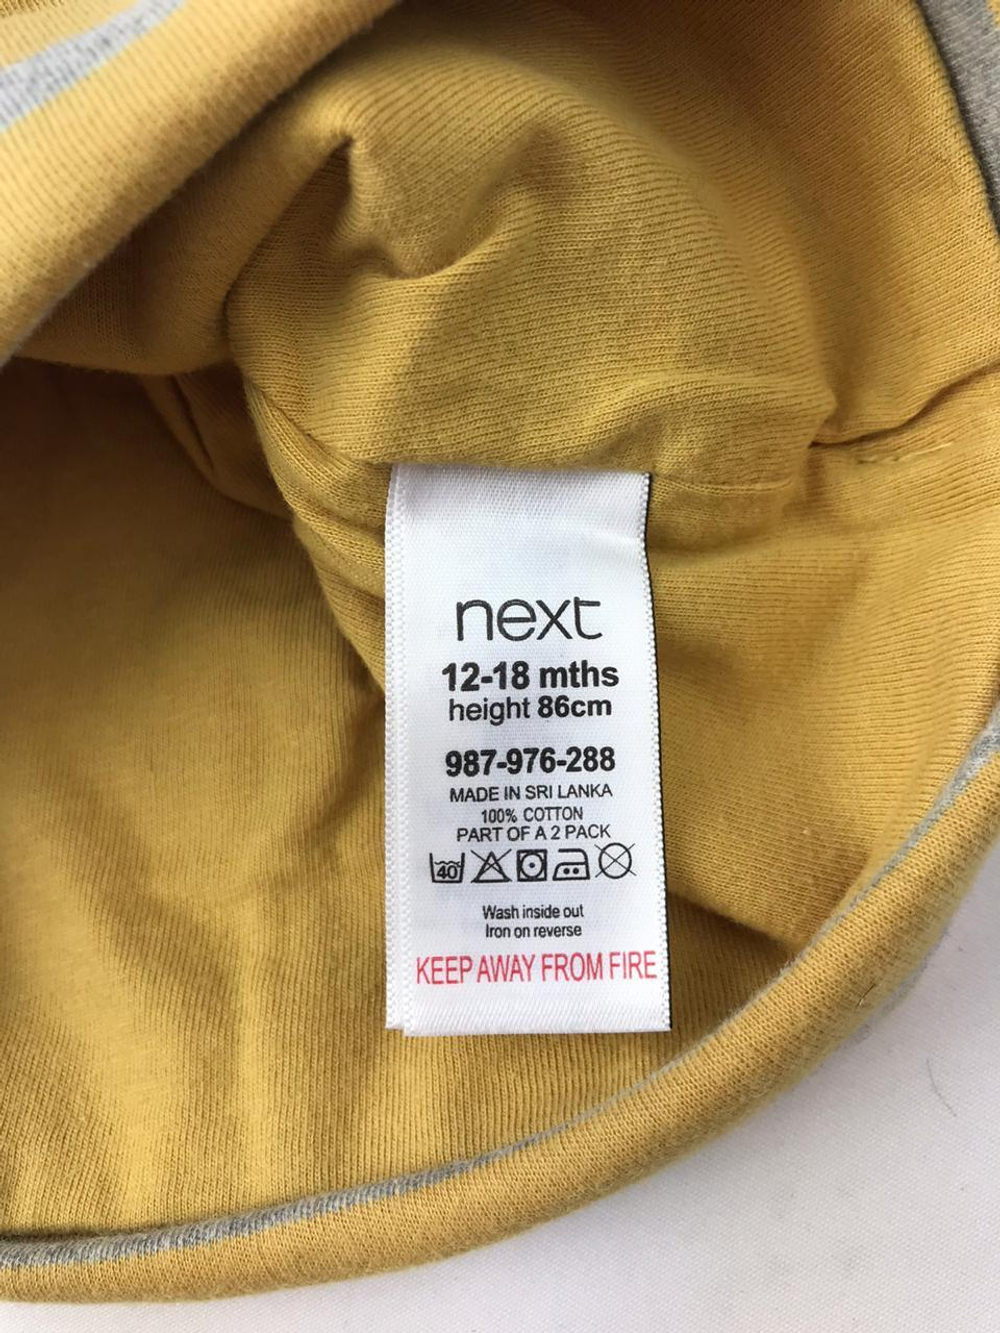 next
12-18 mths
height 86cm
987-976-288
MADE IN SRI LANKA
100% COTTON
PART OF A 2 PACK
40
Wash inside out
Iron on reverse
KEEP AWAY FROM FIRE